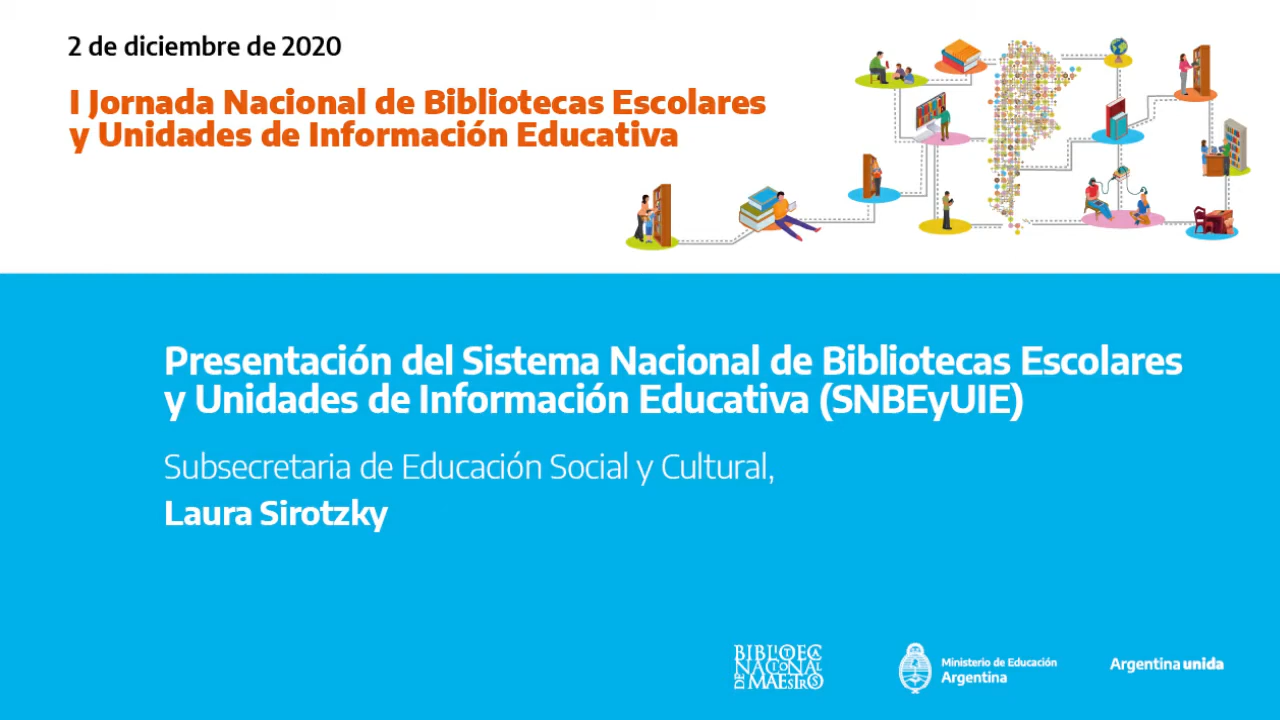 2 de diciembre de 2020
I Jornada Nacional de Bibliotecas Escolares
y Unidades de Información Educativa
Presentación del Sistema Nacional de Bibliotecas Escolares
y Unidades de Información Educativa (SNBEyUIE)
Subsecretaria de Educación Social y Cultural,
Laura Sirotzky
BIBLIOTECA
NACIONAL
DE MAESTROS
Ministerio de Educación
Argentina
Argentina unida